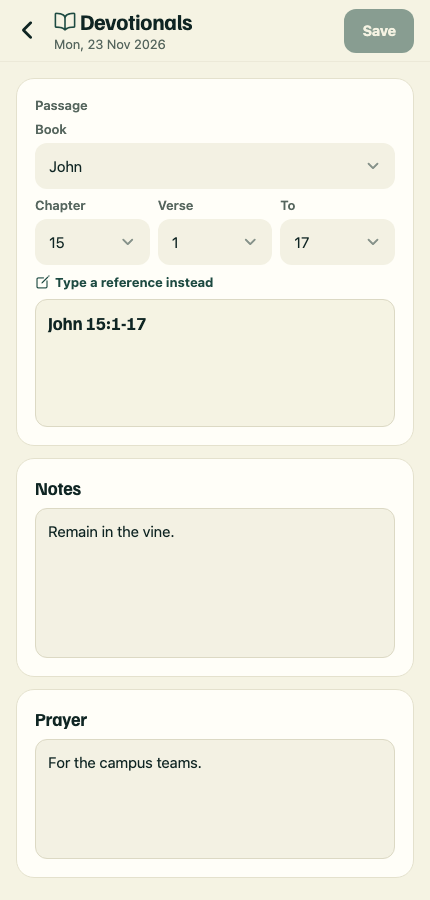 Devotionals
Mon, 23 Nov 2026
Save
Passage
Book
John
Chapter
Verse
To
15
1
17
Type a reference instead
John 15:1-17
Notes
Remain in the vine.
Prayer
For the campus teams.